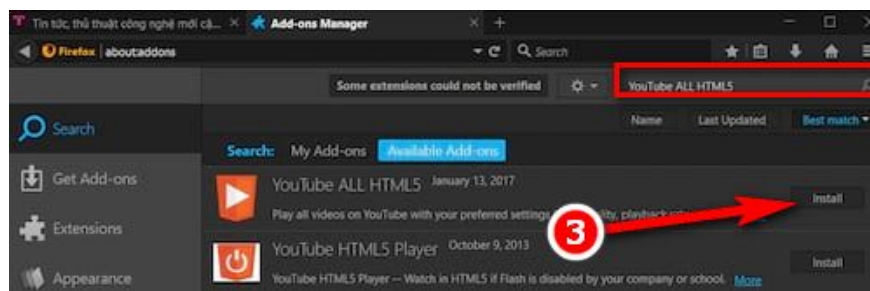 Tin tức, thủ thuật công nghệ mới cậ... Add-ons Manager
Firefox about:addons Search
Some extensions could not be verified YouTube ALL HTML5
Name Last Updated Best match
Search
Search: My Add-ons Available Add-ons
Get Add-ons
YouTube ALL HTML5 January 13, 2017
Install
Play all videos on YouTube with your preferred settings
3
Extensions
YouTube HTML5 Player October 9, 2013
Install
Appearance
YouTube HTML5 Player — Watch in HTML5 if Flash is disabled by your company or school. More